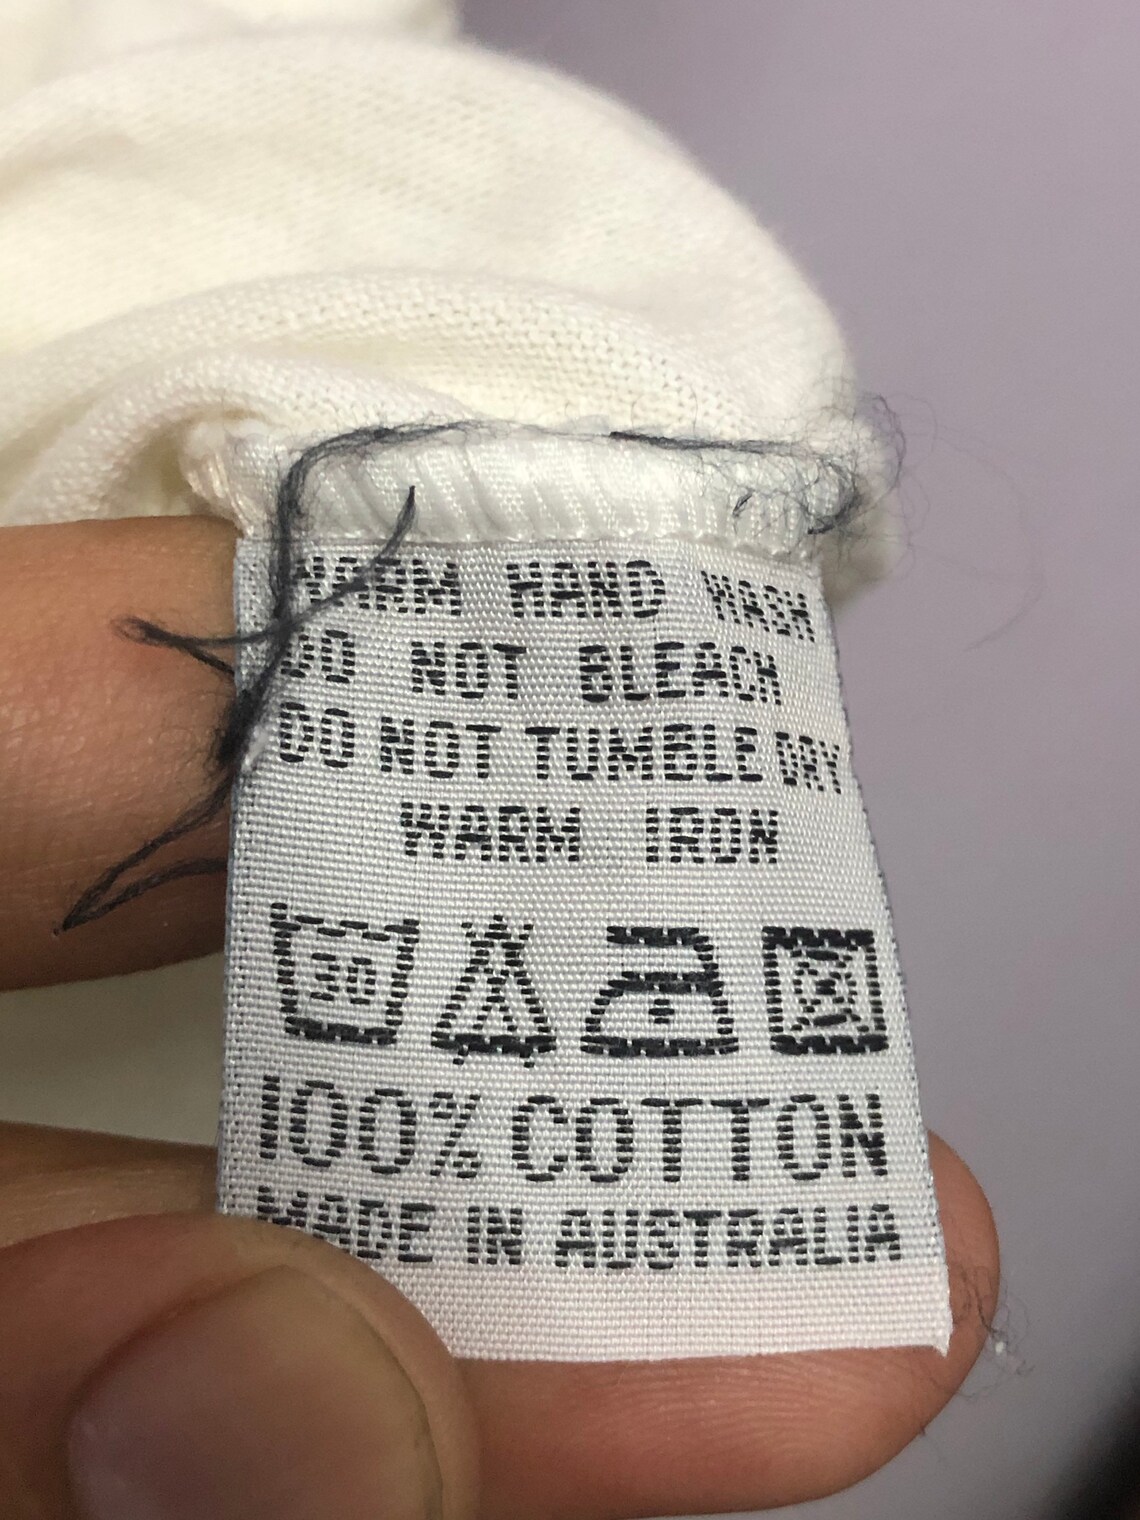 WARM HAND WASH
DO NOT BLEACH
DO NOT TUMBLE DRY
WARM IRON
30
100% COTTON
MADE IN AUSTRALIA